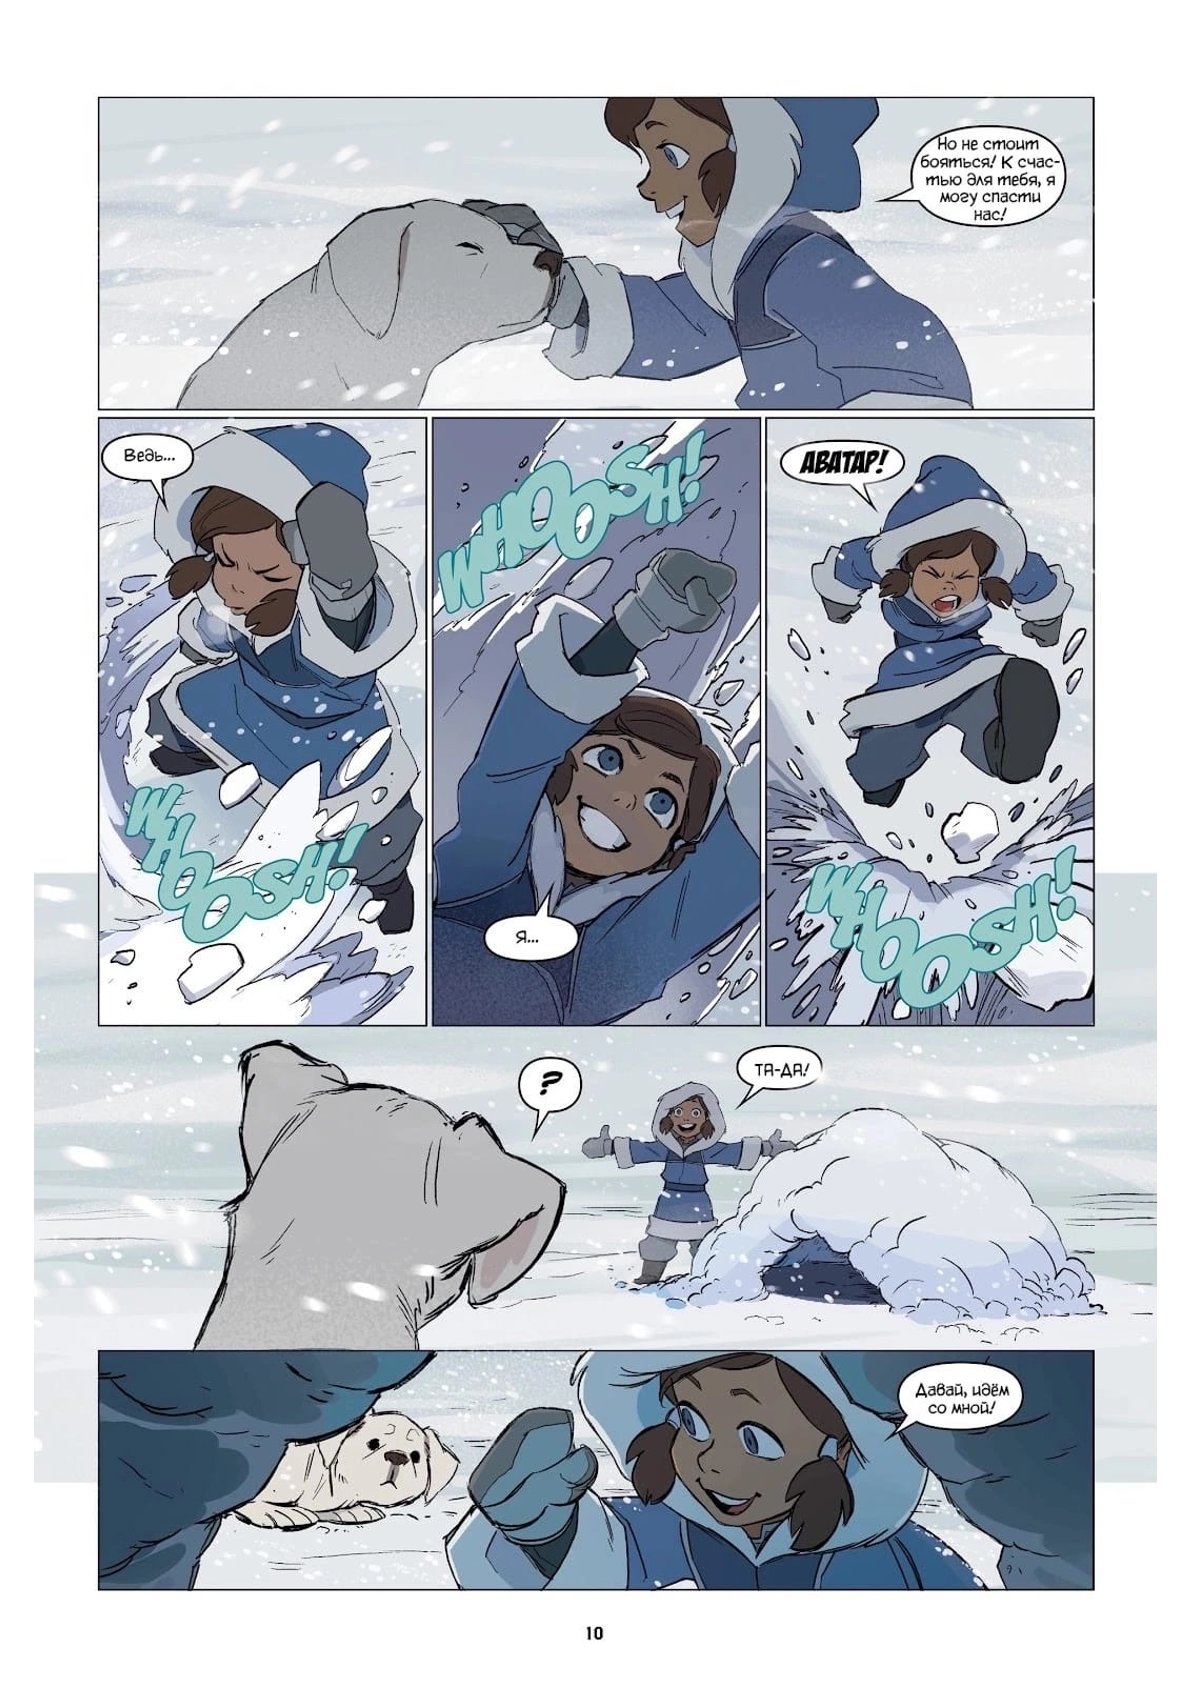 Но не стоит
бояться! К счас-
тью для тебя, я
могу спасти
нас!
Ведь...
WHOOSH!
WHOOSH!
Я...
АВАТАР!
WHOOSH!
?
ТА-ДА!
Давай, идём
со мной!
10